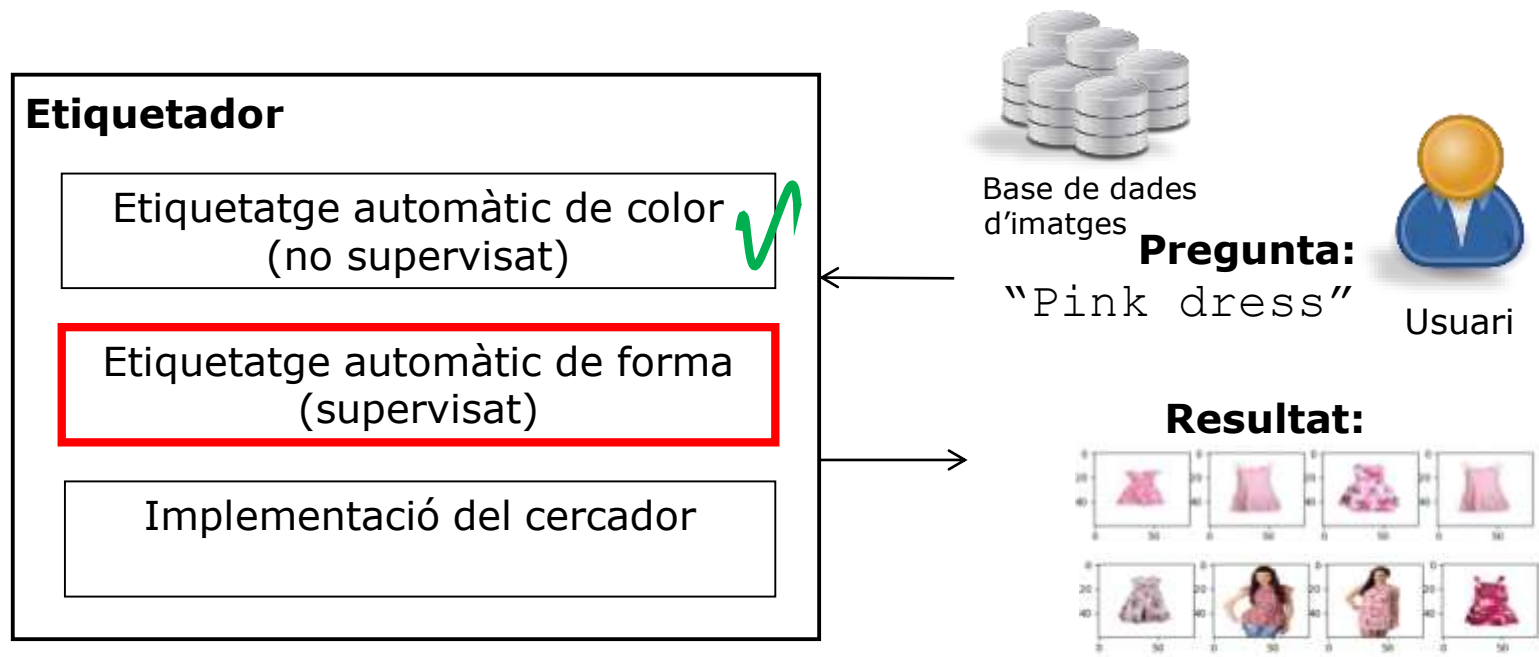 Etiquetador
Etiquetatge automàtic de color
(no supervisat)
Etiquetatge automàtic de forma
(supervisat)
Implementació del cercador
Base de dades
d'imatges
Pregunta:
"Pink dress"
Usuari
Resultat: